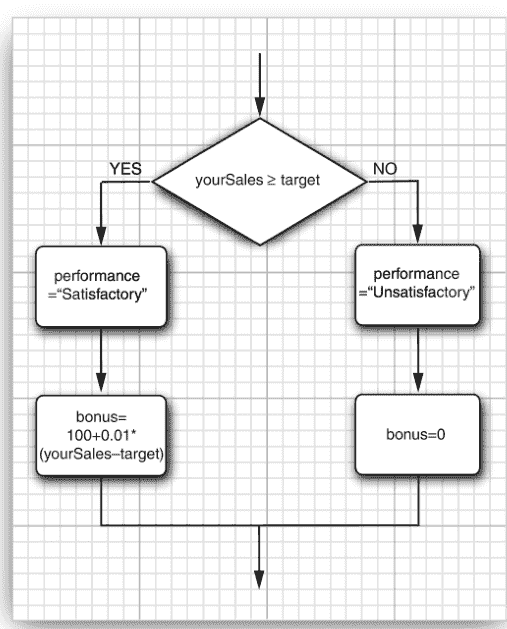 YES
yourSales ≥ target
NO
performance
=“Satisfactory”
performance
=“Unsatisfactory”
bonus=
100+0.01*
(yourSales–target)
bonus=0